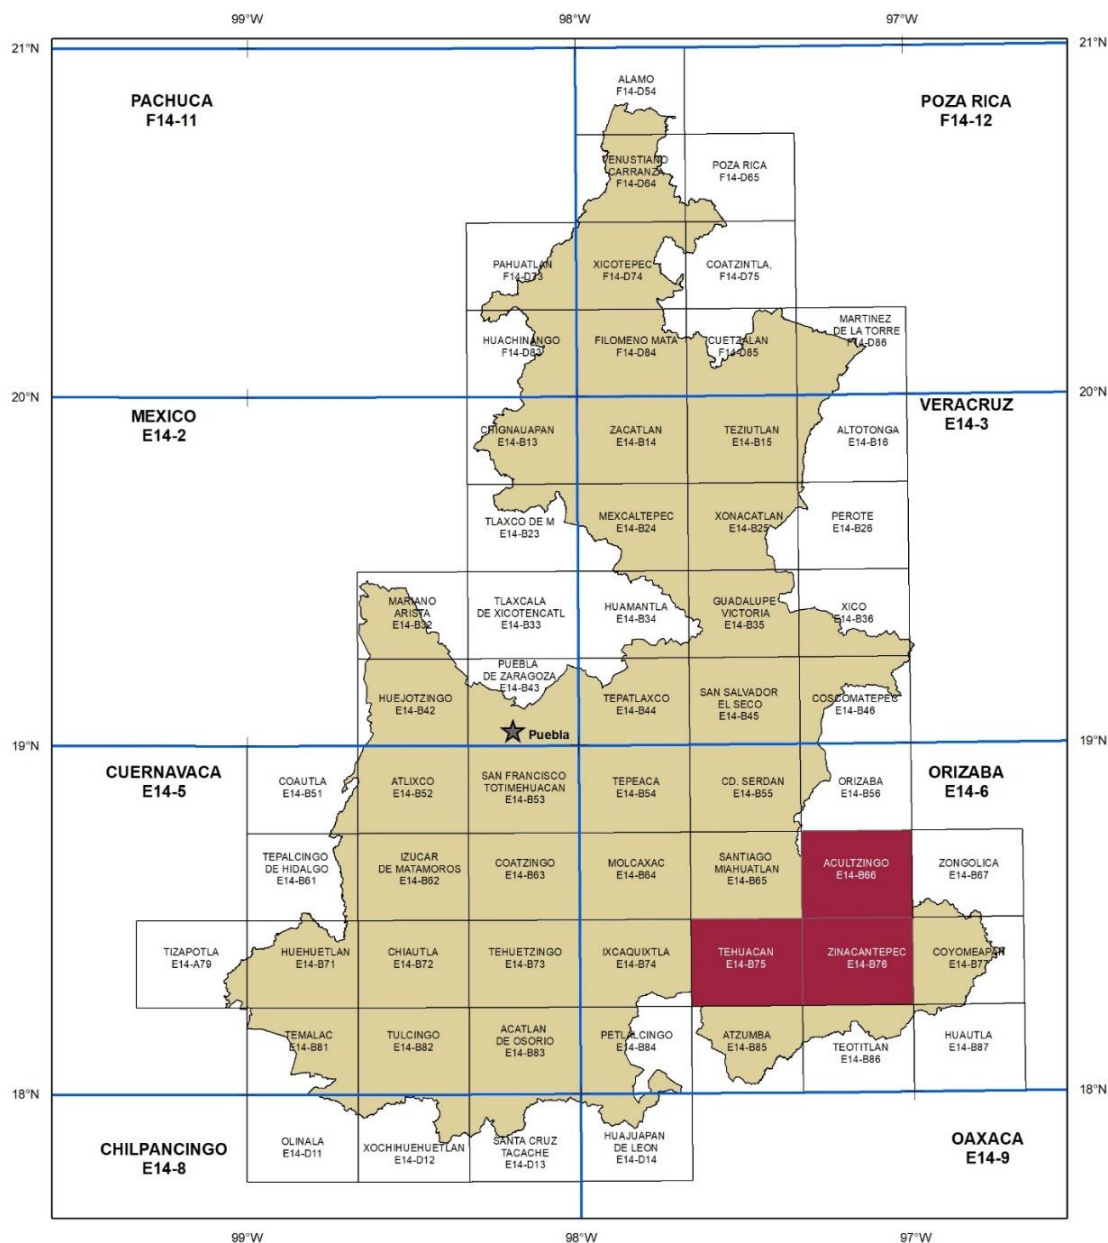 99°W
98°W
97°W
21°N
21°N
ALAMO
F14-D54
PACHUCA
F14-11
POZA RICA
F14-12
VENUSTIANO
CARRANZA
F14-D64
POZA RICA
F14-D65
PAHUATLAN
F14-D73
XICOTEPEC
F14-D74
COATZINTLA,
F14-D75
HUACHINANGO
F14-D83
FILOMENO MATA
F14-D84
CUETZALAN
F14-D85
MARTINEZ
DE LA TORRE
F14-D86
20°N
20°N
MEXICO
E14-2
VERACRUZ
E14-3
CHIGNAUAPAN
E14-B13
ZACATLAN
E14-B14
TEZIUTLAN
E14-B15
ALTOTONGA
E14-B16
TLAXCO DE M
E14-B23
MEXCALTEPEC
E14-B24
XONACATLAN
E14-B25
PEROTE
E14-B26
MARIANO
ARISTA
E14-B32
TLAXCALA
DE XICOTENCATL
E14-B33
HUAMANTLA
E14-B34
GUADALUPE
VICTORIA
E14-B35
XICO
E14-B36
HUEJOTZINGO
E14-B42
PUEBLA
DE ZARAGOZA
E14-B43
TEPATLAXCO
E14-B44
SAN SALVADOR
EL SECO
E14-B45
COSCOMATEPEC
E14-B46
Puebla
19°N
19°N
CUERNAVACA
E14-5
ORIZABA
E14-6
COAUTLA
E14-B51
ATLIXCO
E14-B52
SAN FRANCISCO
TOTIMEHUACAN
E14-B53
TEPEACA
E14-B54
CD. SERDAN
E14-B55
ORIZABA
E14-B56
TEPALCINGO
DE HIDALGO
E14-B61
IZUCAR
DE MATAMOROS
E14-B62
COATZINGO
E14-B63
MOLCAXAC
E14-B64
SANTIAGO
MIAHUATLAN
E14-B65
ACULTZINGO
E14-B66
ZONGOLICA
E14-B67
TIZAPOTLA
E14-A79
HUEHUETLAN
E14-B71
CHIAUTLA
E14-B72
TEHUETZINGO
E14-B73
IXCAQUIXTLA
E14-B74
TEHUACAN
E14-B75
ZINACANTEPEC
E14-B76
COYOMEAPAN
E14-B77
TEMALAC
E14-B81
TULCINGO
E14-B82
ACATLAN
DE OSORIO
E14-B83
PETLALCINGO
E14-B84
ATZUMBA
E14-B85
TEOTITLAN
E14-B86
HUAUTLA
E14-B87
18°N
18°N
CHILPANCINGO
E14-8
OAXACA
E14-9
OLINALA
E14-D11
XOCHIHUEHUETLAN
E14-D12
SANTA CRUZ
TACACHE
E14-D13
HUAJUAPAN
DE LEON
E14-D14
99°W
98°W
97°W